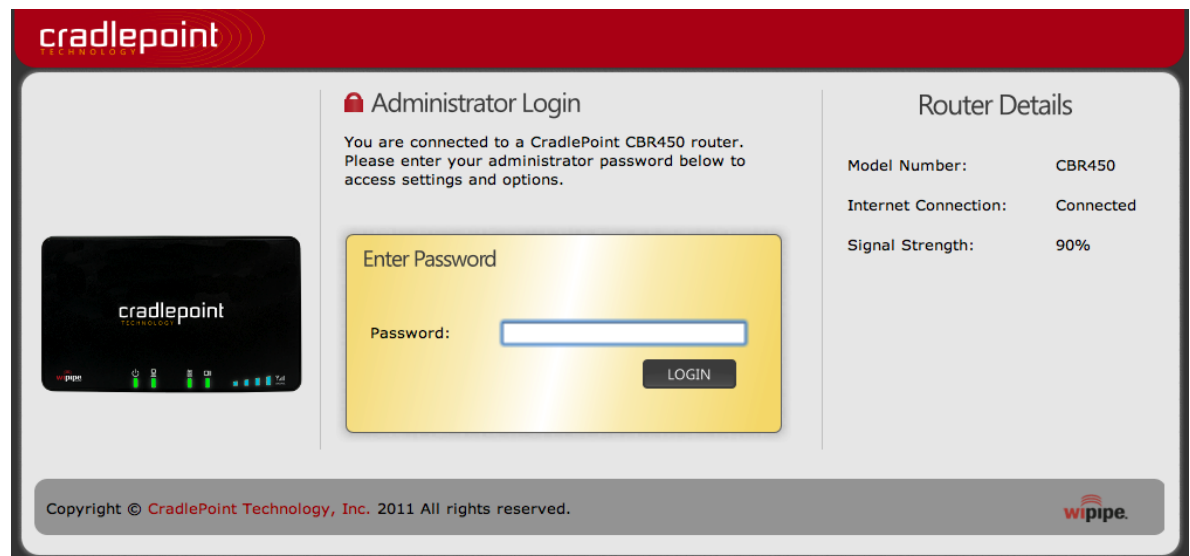 cradlepoint
TECHNOLOGY
Administrator Login
You are connected to a CradlePoint CBR450 router.
Please enter your administrator password below to
access settings and options.
Enter Password
Password:
LOGIN
Router Details
Model Number: CBR450
Internet Connection: Connected
Signal Strength: 90%
cradlepoint
TECHNOLOGY
wipipe
Copyright © CradlePoint Technology, Inc. 2011 All rights reserved.
wipipe.